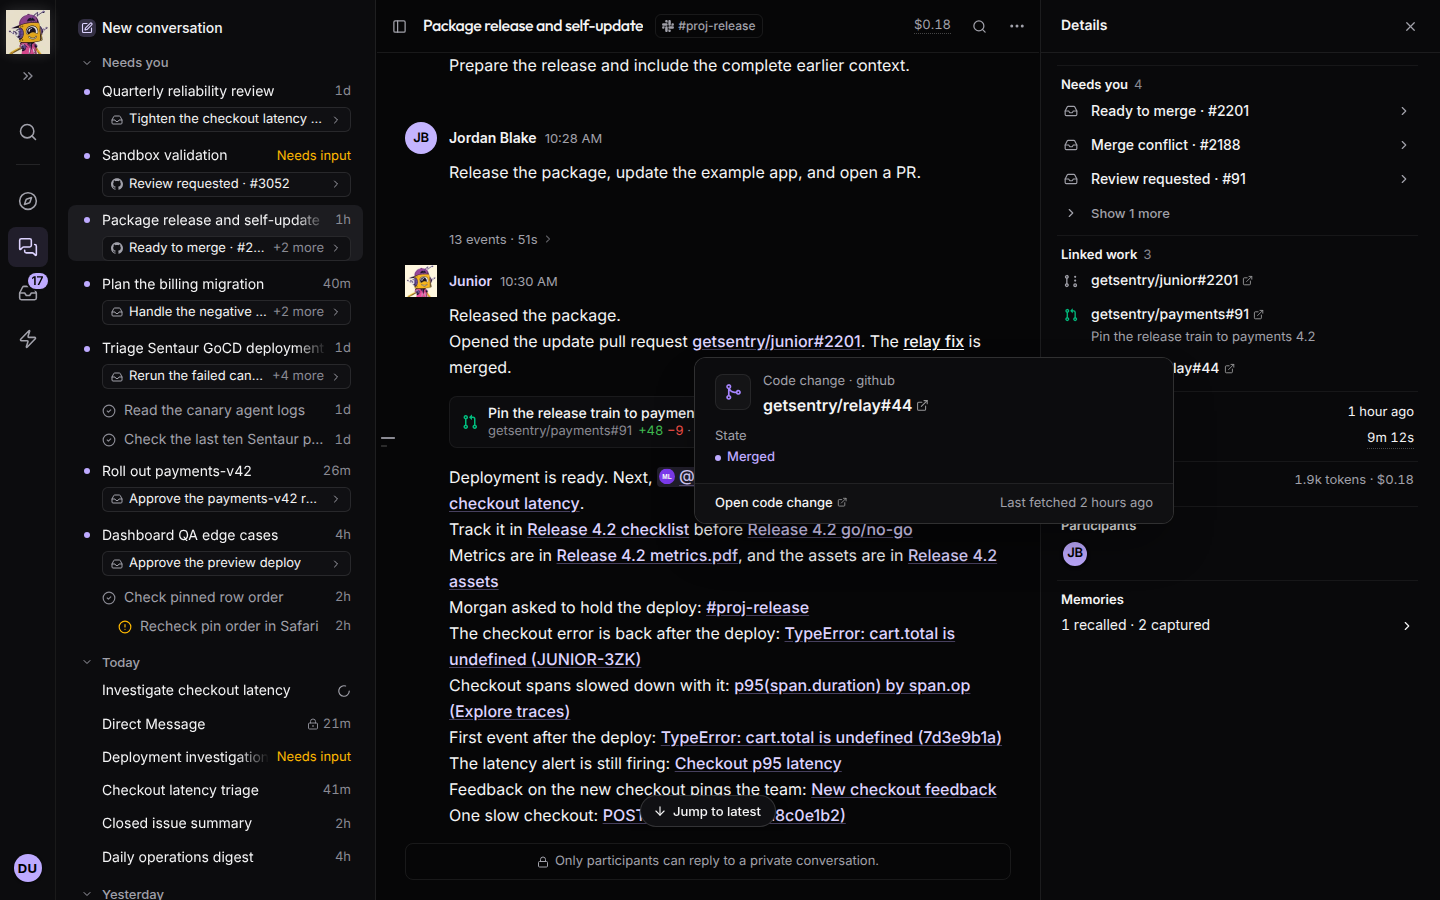 New conversation
Needs you
Quarterly reliability review 1d
Tighten the checkout latency ...
Sandbox validation Needs input
Review requested · #3052
Package release and self-update 1h
Ready to merge · #2... +2 more
Plan the billing migration 40m
Handle the negative ... +2 more
Triage Sentaur GoCD deployment 1d
Rerun the failed can... +4 more
Read the canary agent logs 1d
Check the last ten Sentaur p... 1d
Roll out payments-v42 26m
Approve the payments-v42 r...
Dashboard QA edge cases 4h
Approve the preview deploy
Check pinned row order 2h
Recheck pin order in Safari 2h
Today
Investigate checkout latency
Direct Message 21m
Deployment investigation Needs input
Checkout latency triage 41m
Closed issue summary 2h
Daily operations digest 4h
Yesterday
17
DU
Package release and self-update #proj-release $0.18
Prepare the release and include the complete earlier context.
JB Jordan Blake 10:28 AM
Release the package, update the example app, and open a PR.
13 events · 51s
Junior 10:30 AM
Released the package.
Opened the update pull request getsentry/junior#2201. The relay fix is
merged.
Pin the release train to paymen
getsentry/payments#91 +48 −9 ·
Deployment is ready. Next, ML @
checkout latency.
Track it in Release 4.2 checklist before Release 4.2 go/no-go
Metrics are in Release 4.2 metrics.pdf, and the assets are in Release 4.2
assets
Morgan asked to hold the deploy: #proj-release
The checkout error is back after the deploy: TypeError: cart.total is
undefined (JUNIOR-3ZK)
Checkout spans slowed down with it: p95(span.duration) by span.op
(Explore traces)
First event after the deploy: TypeError: cart.total is undefined (7d3e9b1a)
The latency alert is still firing: Checkout p95 latency
Feedback on the new checkout pings the team: New checkout feedback
One slow checkout: POST 8c0e1b2)
Jump to latest
Only participants can reply to a private conversation.
Code change · github
getsentry/relay#44
State
Merged
Open code change Last fetched 2 hours ago
Details
Needs you 4
Ready to merge · #2201
Merge conflict · #2188
Review requested · #91
Show 1 more
Linked work 3
getsentry/junior#2201
getsentry/payments#91
Pin the release train to payments 4.2
lay#44
1 hour ago
9m 12s
1.9k tokens · $0.18
Participants
JB
Memories
1 recalled · 2 captured